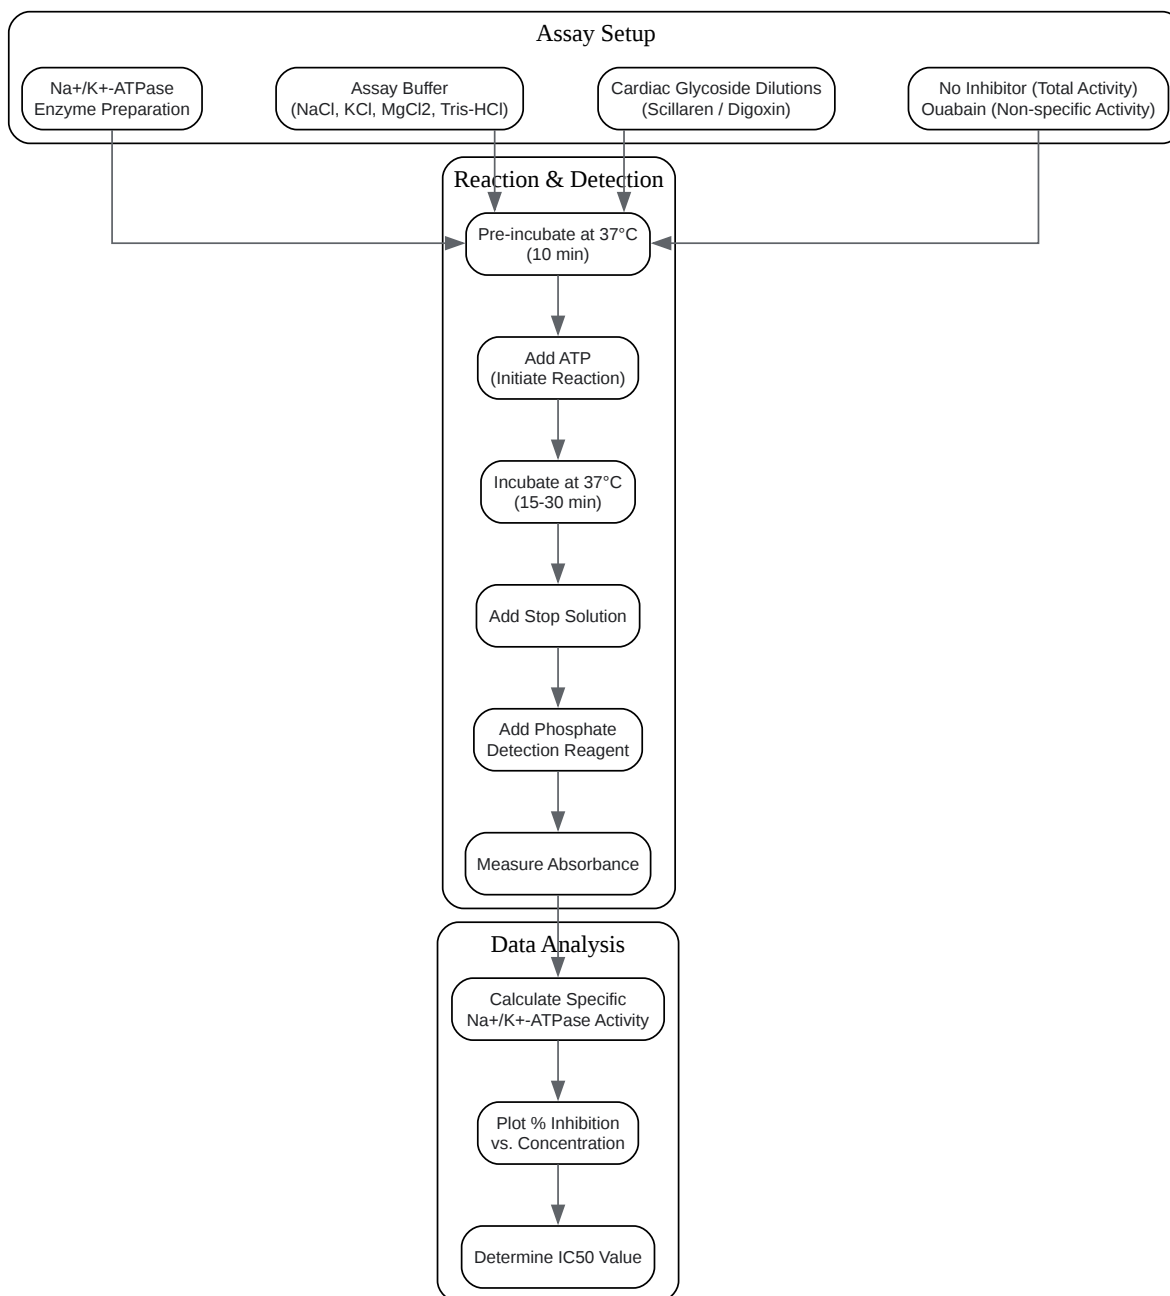 Assay Setup
Na+/K+-ATPase
Enzyme Preparation
Assay Buffer
(NaCl, KCl, MgCl2, Tris-HCl)
Cardiac Glycoside Dilutions
(Scillaren / Digoxin)
No Inhibitor (Total Activity)
Ouabain (Non-specific Activity)
Reaction & Detection
Pre-incubate at 37°C
(10 min)
Add ATP
(Initiate Reaction)
Incubate at 37°C
(15-30 min)
Add Stop Solution
Add Phosphate
Detection Reagent
Measure Absorbance
Data Analysis
Calculate Specific
Na+/K+-ATPase Activity
Plot % Inhibition
vs. Concentration
Determine IC50 Value